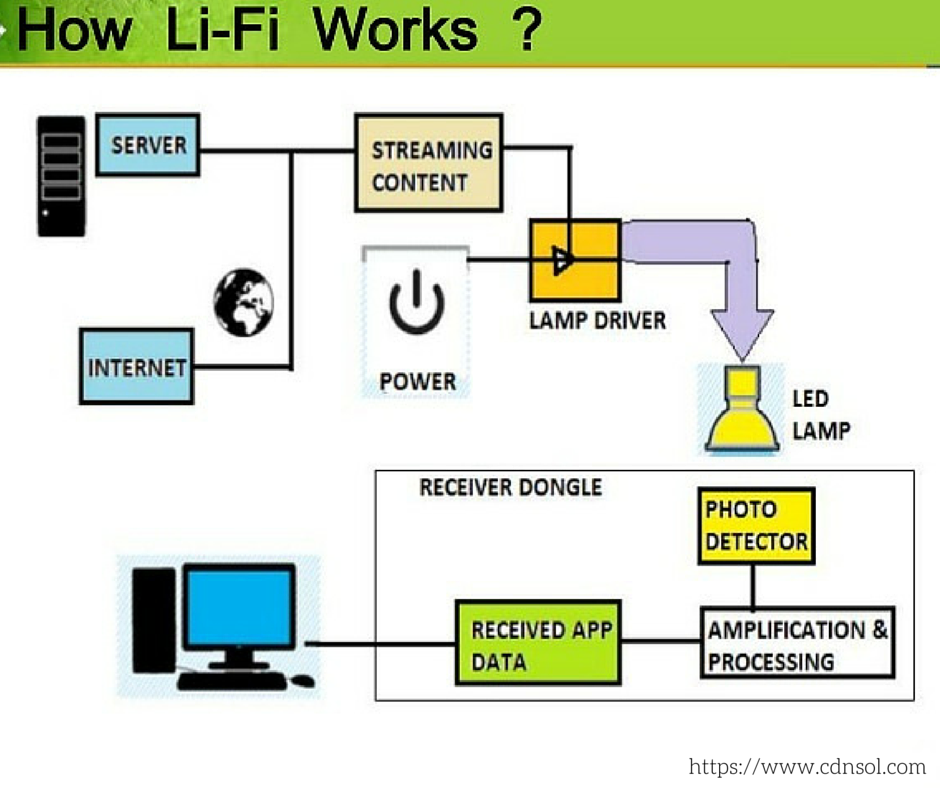 How Li-Fi Works ?
SERVER
STREAMING
CONTENT
LAMP DRIVER
INTERNET
POWER
LED
LAMP
RECEIVER DONGLE
PHOTO
DETECTOR
RECEIVED APP
DATA
AMPLIFICATION &
PROCESSING
https://www.cdnsol.com